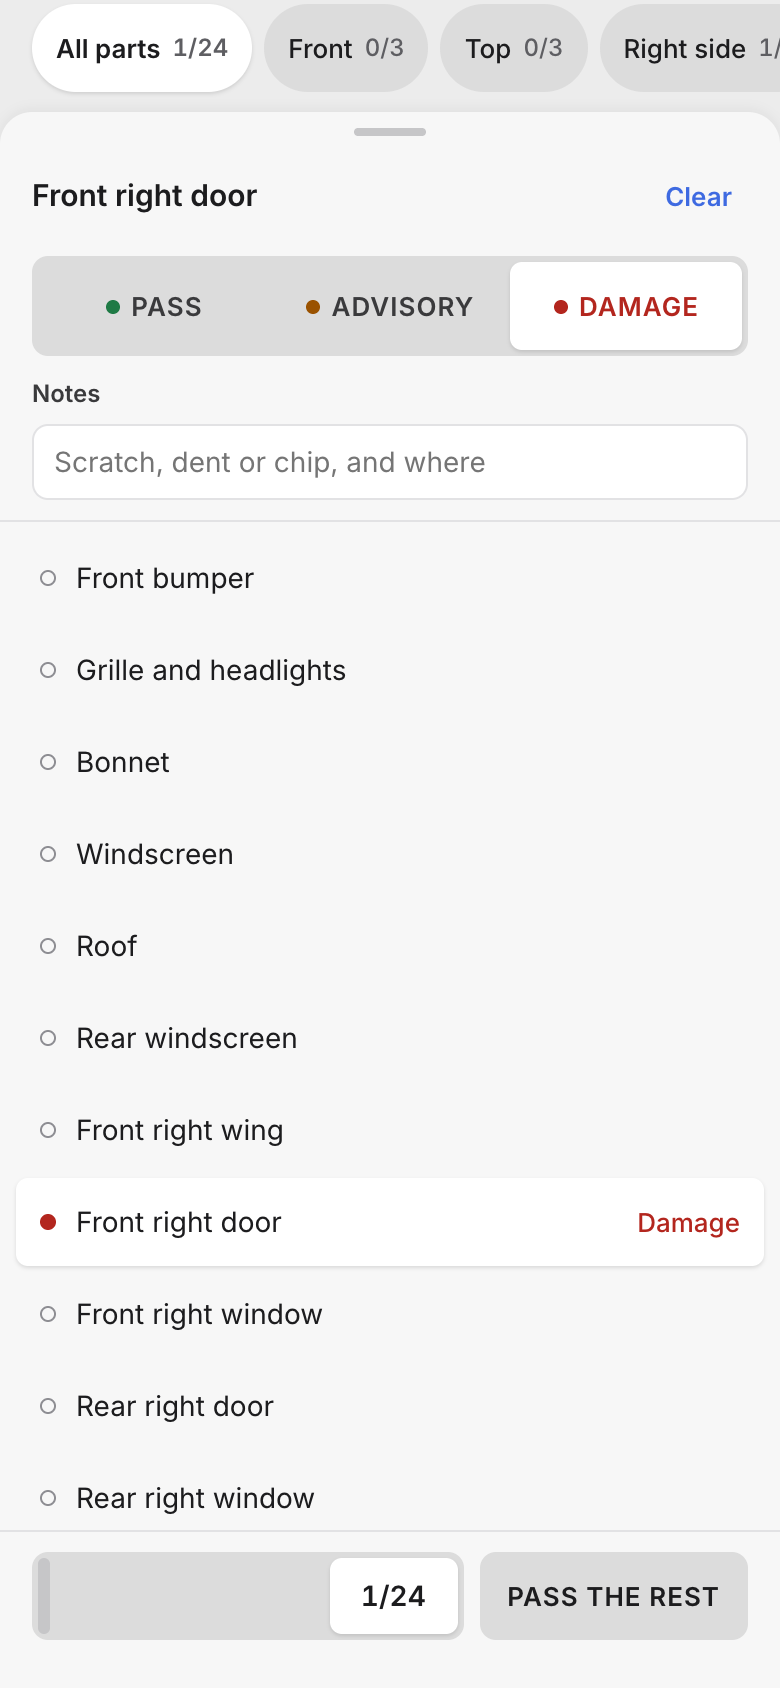 All parts 1/24 Front 0/3 Top 0/3 Right side 1/
Front right door Clear
PASS ADVISORY DAMAGE
Notes
Scratch, dent or chip, and where
Front bumper
Grille and headlights
Bonnet
Windscreen
Roof
Rear windscreen
Front right wing
Front right door Damage
Front right window
Rear right door
Rear right window
1/24 PASS THE REST